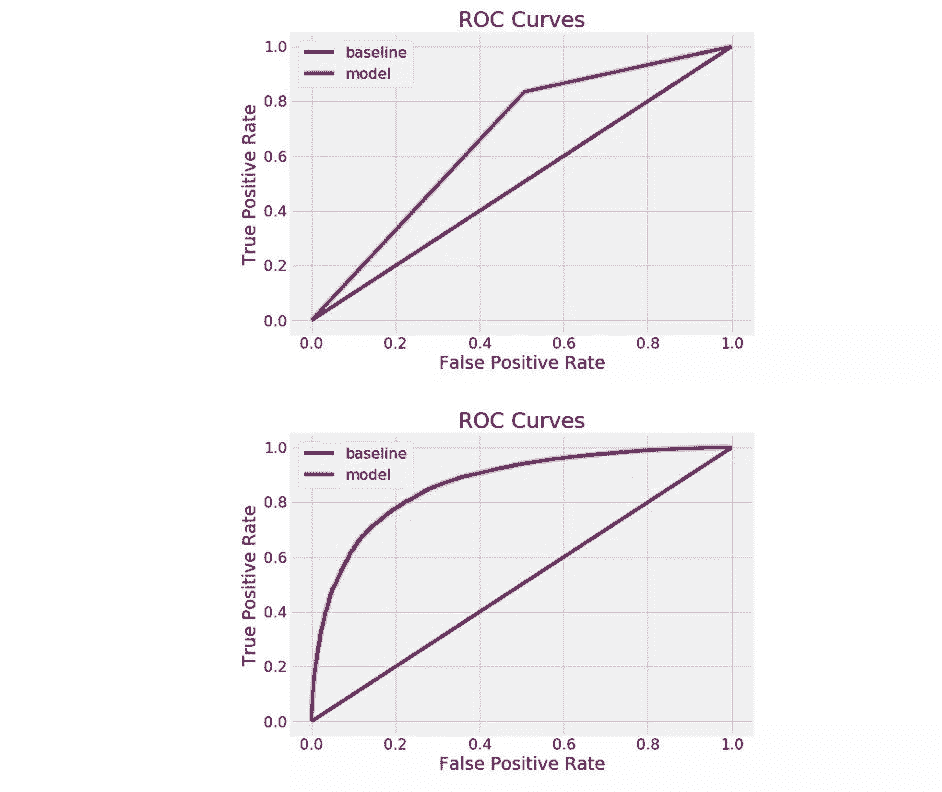 ROC Curves
baseline
model
1.0
0.8
0.6
0.4
0.2
0.0
True Positive Rate
0.0 0.2 0.4 0.6 0.8 1.0
False Positive Rate
ROC Curves
baseline
model
1.0
0.8
0.6
0.4
0.2
0.0
True Positive Rate
0.0 0.2 0.4 0.6 0.8 1.0
False Positive Rate